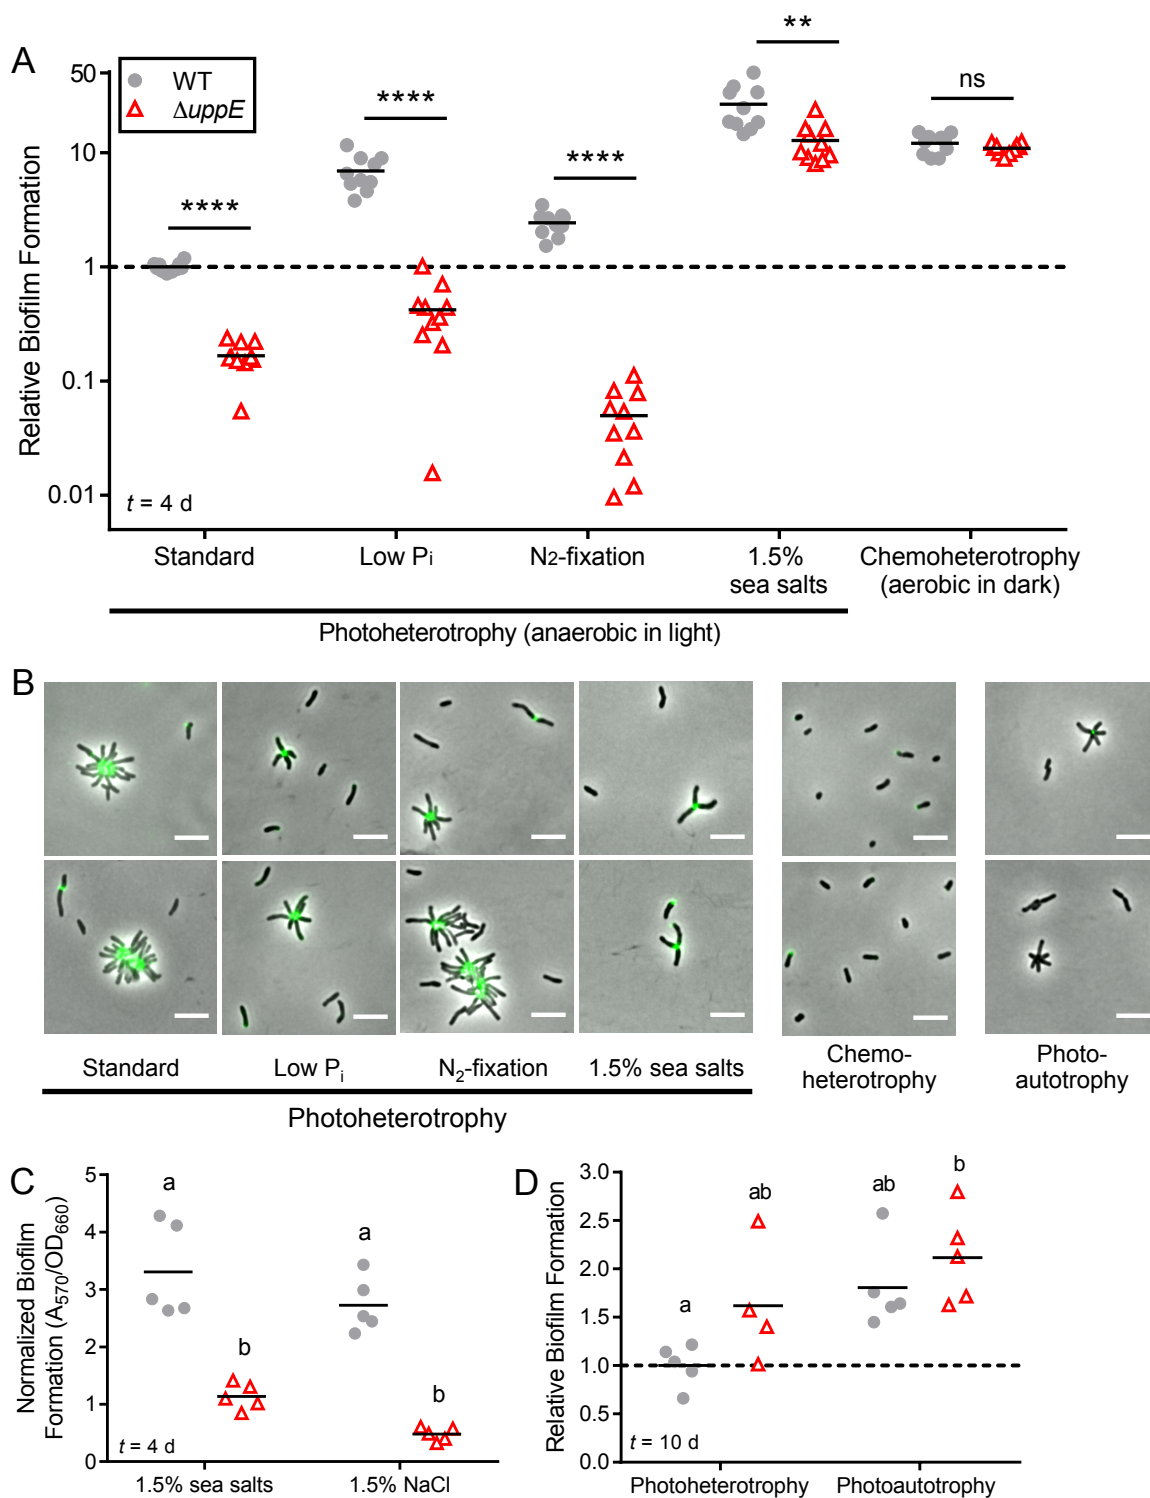 A
WT
ΔuppE
Relative Biofilm Formation
50
10
1
0.1
0.01
****
****
****
**
ns
t = 4 d
Standard
Low Pi
N2-fixation
1.5%
sea salts
Chemoheterotrophy
(aerobic in dark)
Photoheterotrophy (anaerobic in light)
B
Standard
Low Pi
N2-fixation
1.5% sea salts
Photoheterotrophy
Chemo-
heterotrophy
Photo-
autotrophy
C
Normalized Biofilm
Formation (A570/OD660)
5
4
3
2
1
0
a
b
a
b
t = 4 d
1.5% sea salts
1.5% NaCl
D
Relative Biofilm Formation
3.0
2.5
2.0
1.5
1.0
0.5
0.0
a
ab
ab
b
t = 10 d
Photoheterotrophy
Photoautotrophy